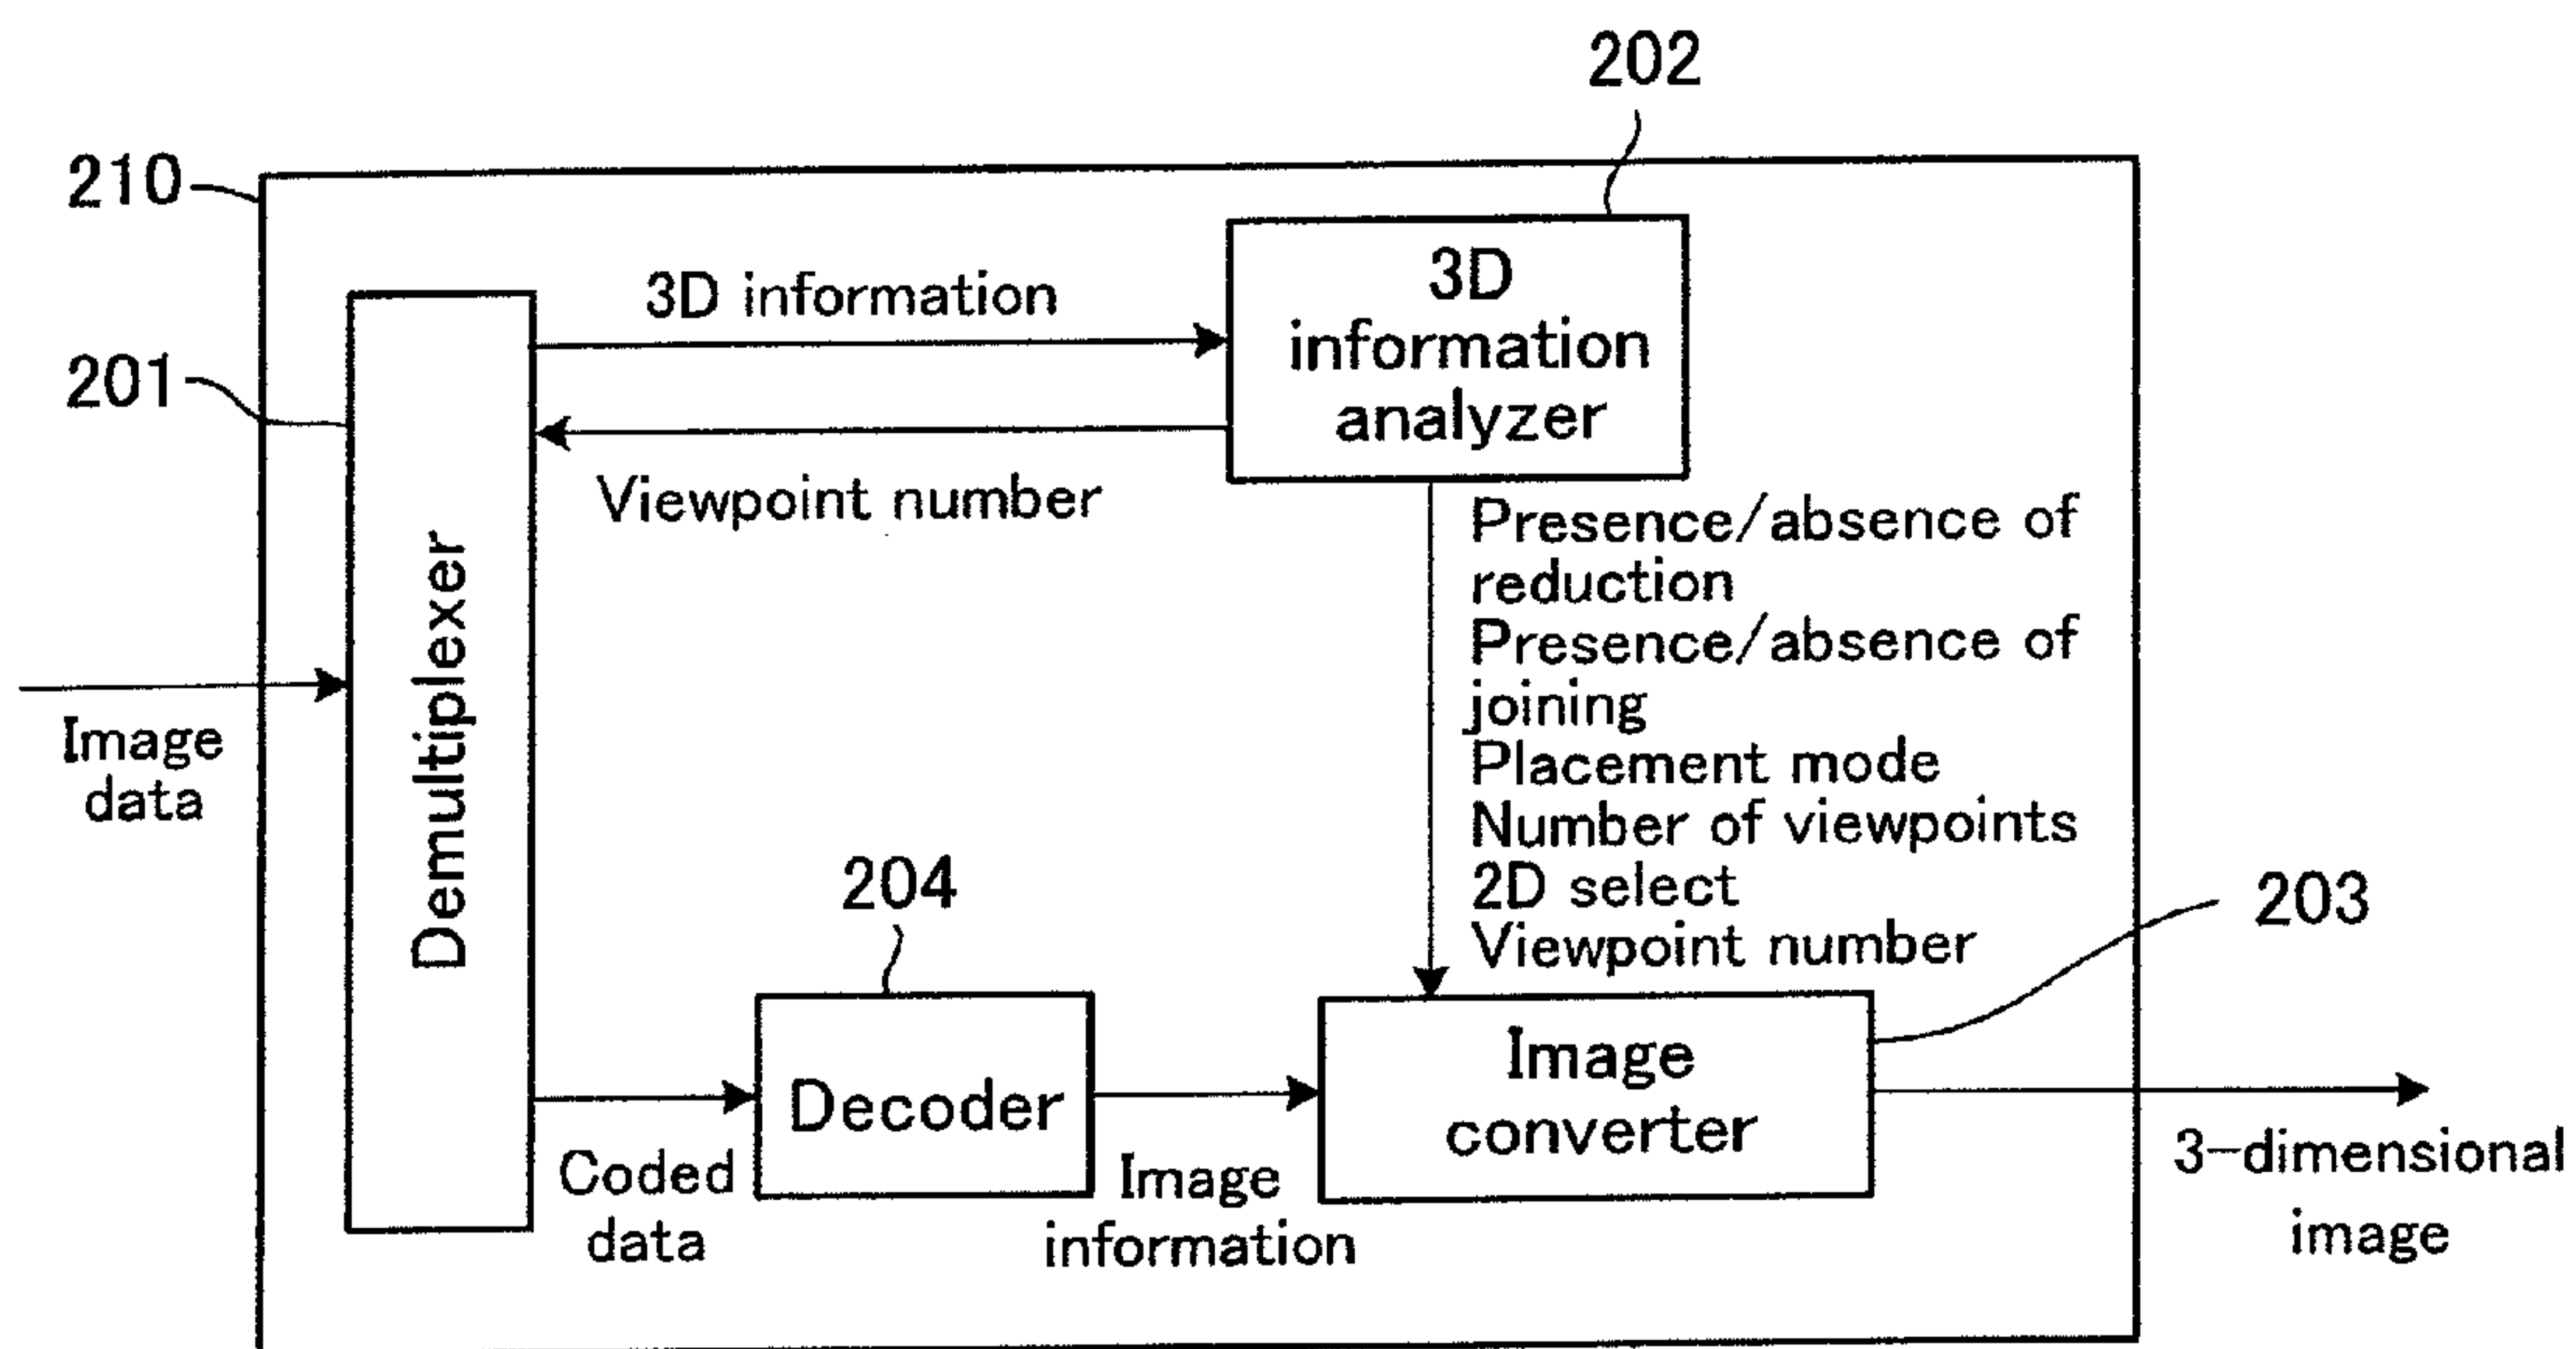 202
210
3D
information
analyzer
3D information
201
Viewpoint number
Presence/absence of
reduction
Presence/absence of
joining
Placement mode
Number of viewpoints
2D select
Viewpoint number
Demultiplexer
Image
data
204
203
Decoder
Image
converter
Coded
data
Image
information
3-dimensional
image